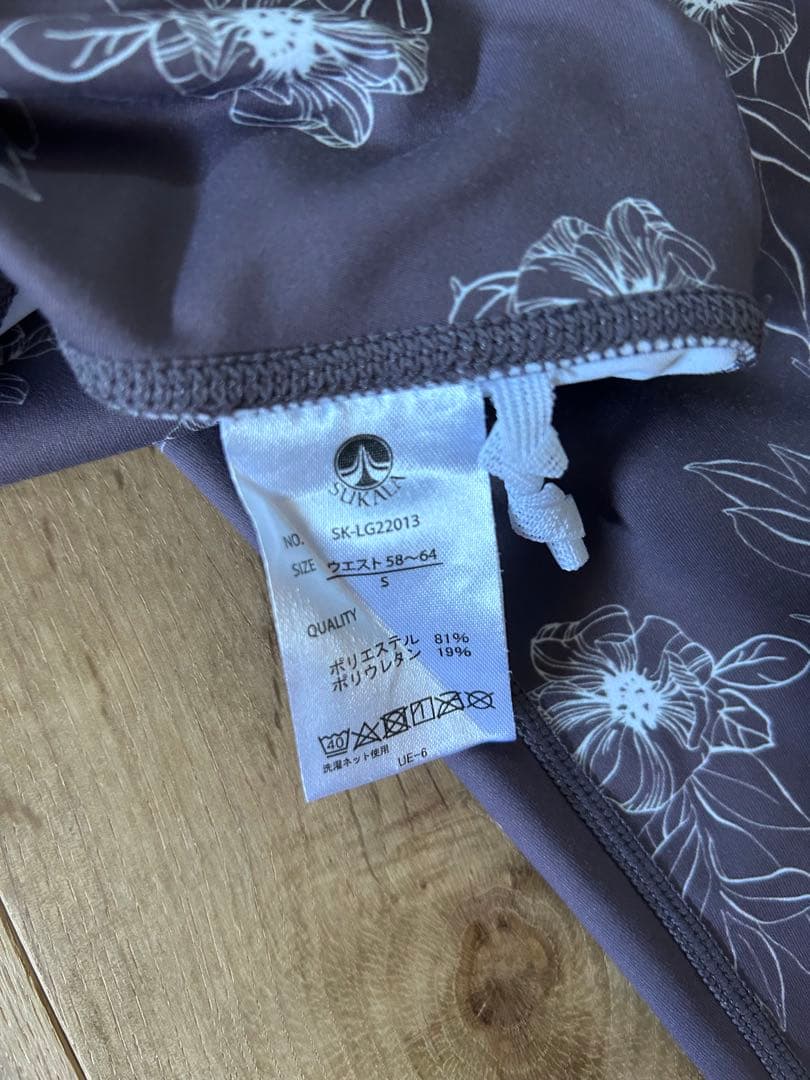 SUKALA
NO. SK-LG22013
SIZE ウエスト 58～64
S
QUALITY
ポリエステル 81%
ポリウレタン 19%
40
洗濯ネット使用 UE-6